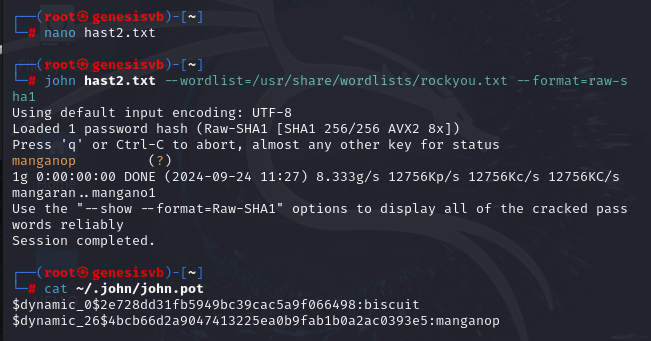 ┌──(root㉿genesisvb)-[~]
└─# nano hast2.txt
┌──(root㉿genesisvb)-[~]
└─# john hast2.txt --wordlist=/usr/share/wordlists/rockyou.txt --format=raw-s
ha1
Using default input encoding: UTF-8
Loaded 1 password hash (Raw-SHA1 [SHA1 256/256 AVX2 8x])
Press 'q' or Ctrl-C to abort, almost any other key for status
manganop         (?)
1g 0:00:00:00 DONE (2024-09-24 11:27) 8.333g/s 12756Kp/s 12756Kc/s 12756KC/s
mangaran..mangano1
Use the "--show --format=Raw-SHA1" options to display all of the cracked pass
words reliably
Session completed.
┌──(root㉿genesisvb)-[~]
└─# cat ~/.john/john.pot
$dynamic_0$2e728dd31fb5949bc39cac5a9f066498:biscuit
$dynamic_26$4bcb66d2a9047413225ea0b9fab1b0a2ac0393e5:manganop